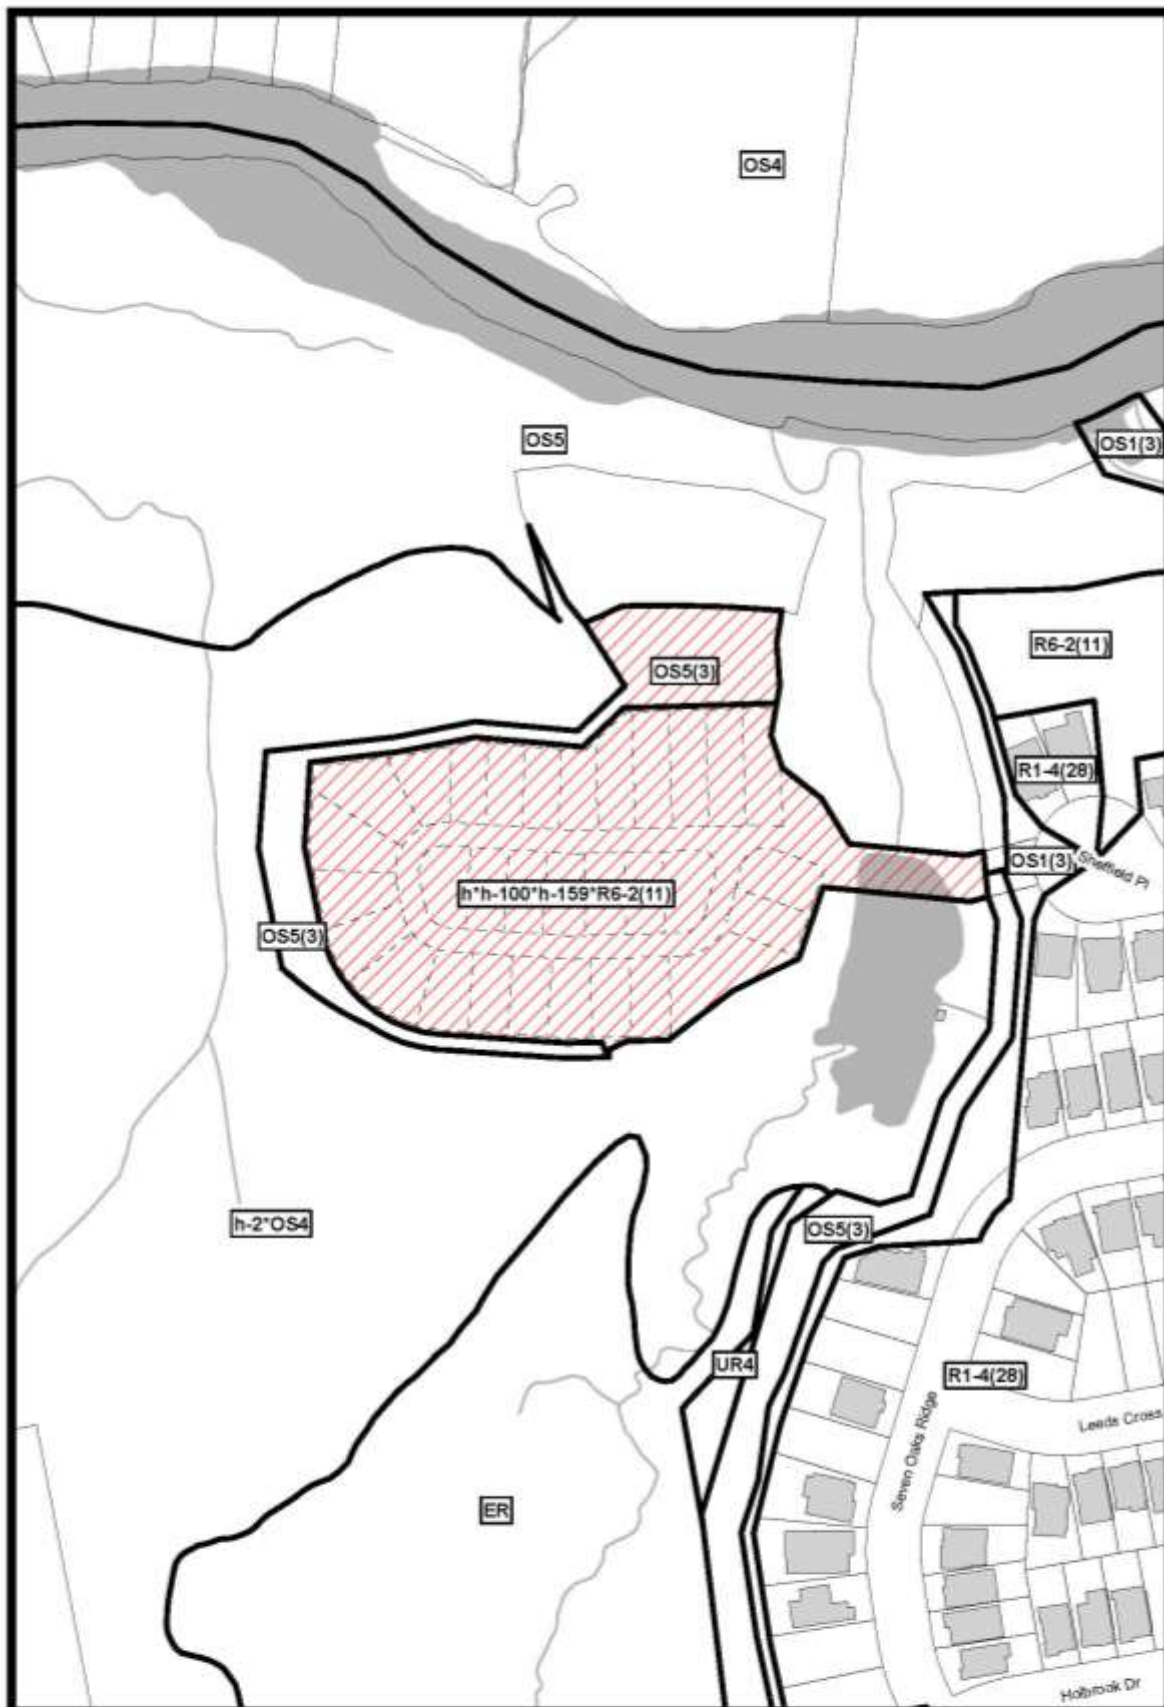 OS4
OS5
OS1(3)
R6-2(11)
OS5(3)
R1-4(28)
OS1(3)
Sheffield Pl
h*h-100*h-159*R6-2(11)
OS5(3)
h-2*OS4
OS5(3)
UR4
R1-4(28)
Seven Oaks Ridge
Leeds Cross
ER
Holbrook Dr